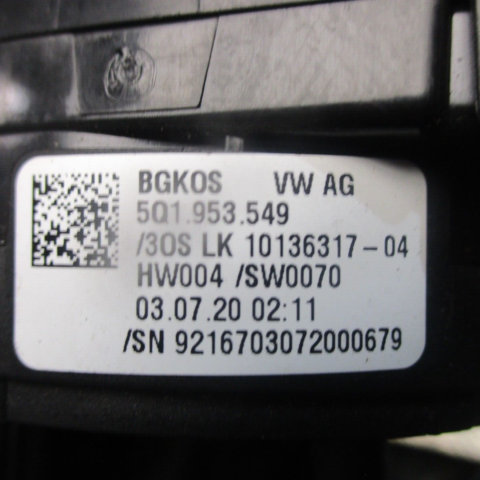 BGKOS VW AG
5Q1.953.549
/3OS LK 10136317-04
HW004 /SW0070
03.07.20 02:11
/SN 9216703072000679